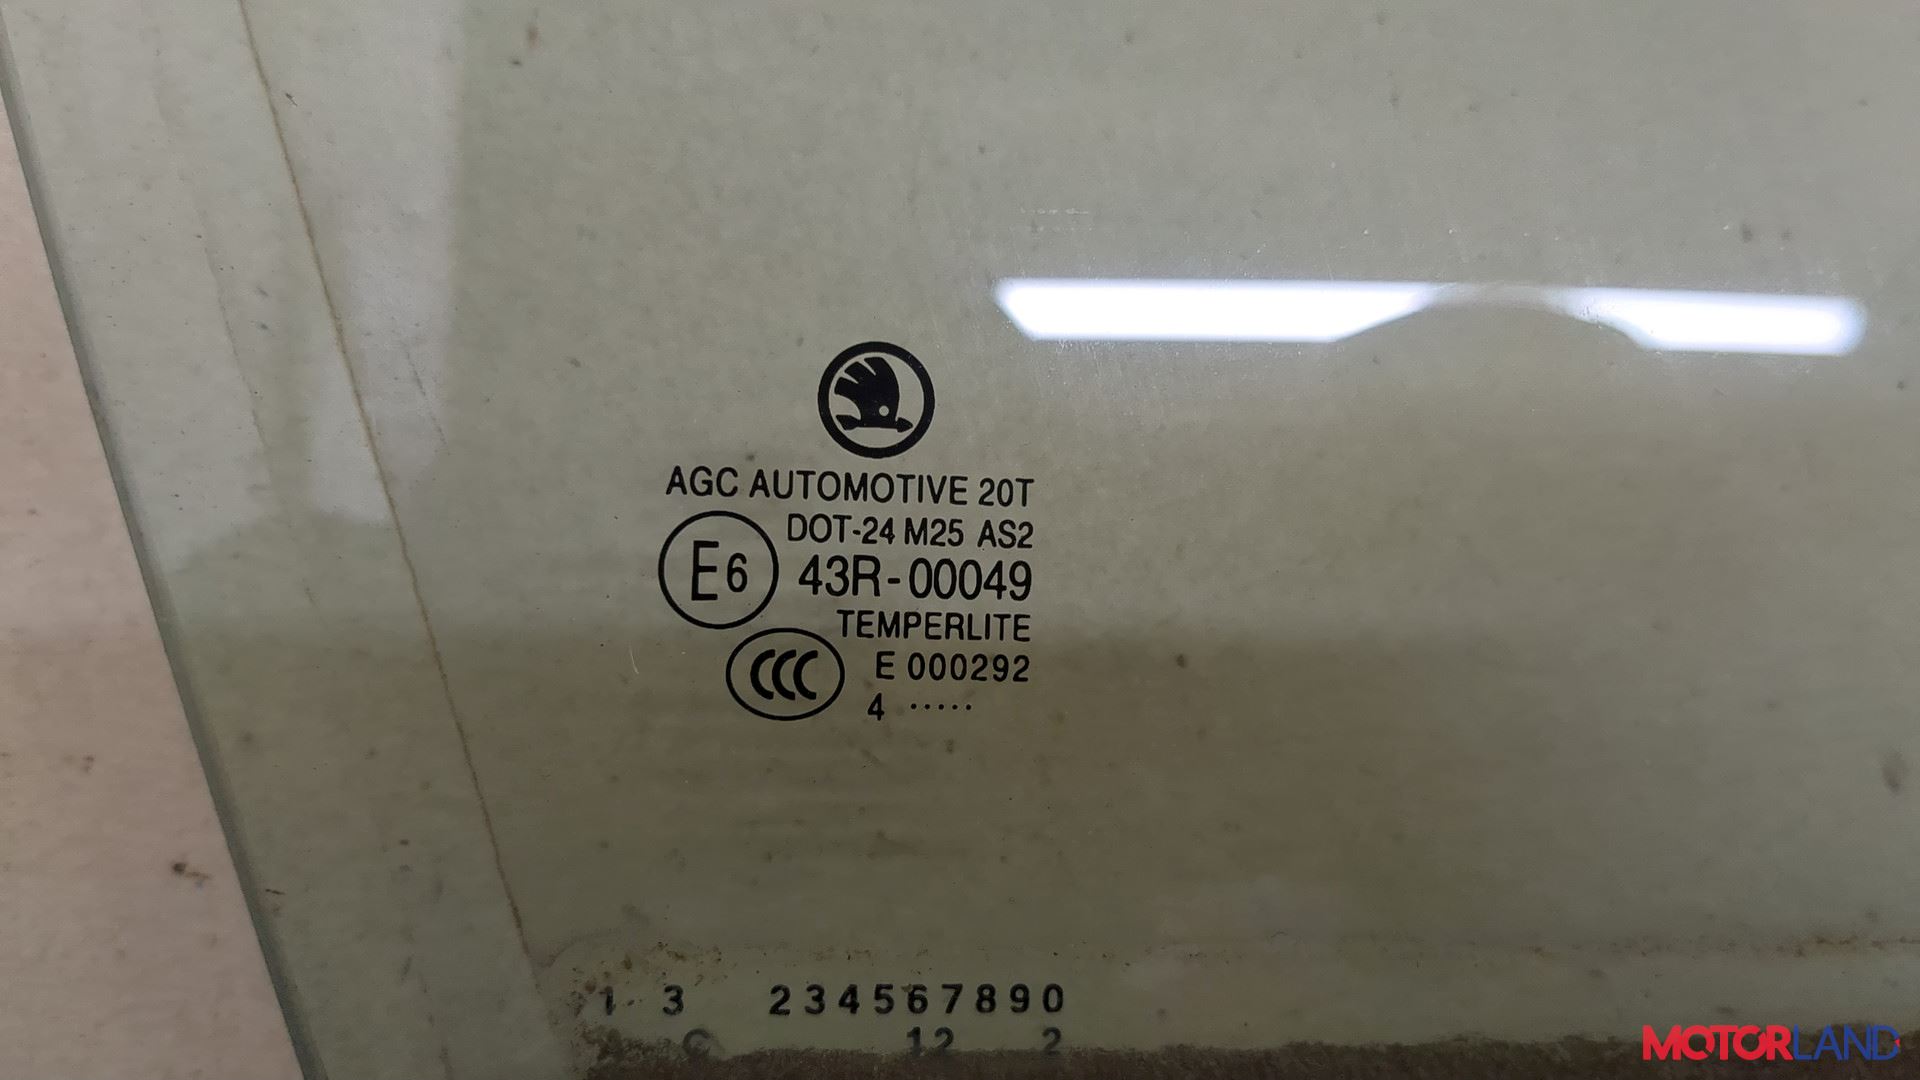 AGC AUTOMOTIVE 20T
DOT-24 M25 AS2
E6 43R-00049
TEMPERLITE
CCC E 000292
4 .....
1 3 234567890
C 12 2
MOTORLAND